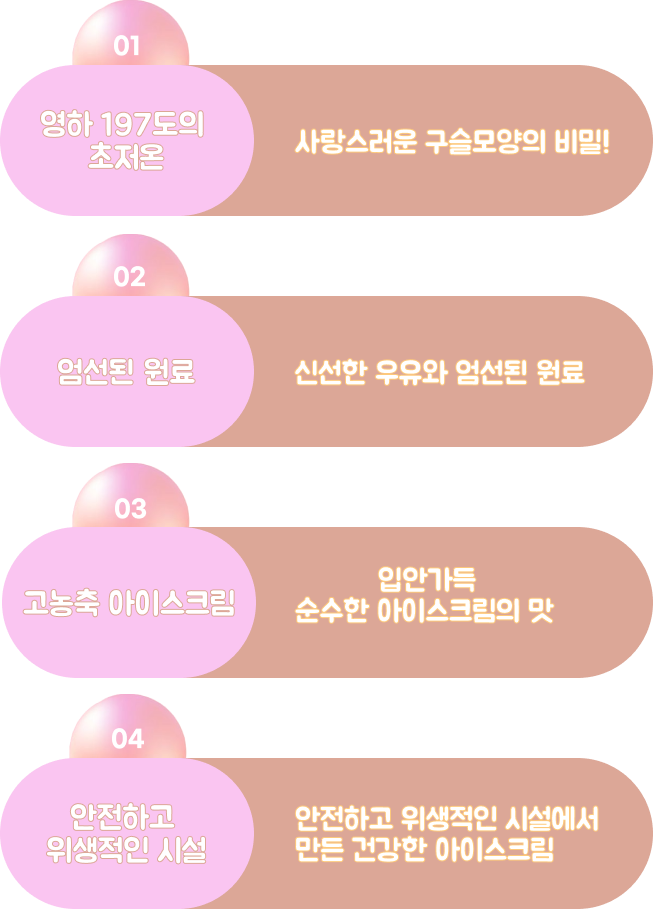 01
영하 197도의
초저온
사랑스러운 구슬모양의 비밀!
02
엄선된 원료
신선한 우유와 엄선된 원료
03
고농축 아이스크림
입안가득
순수한 아이스크림의 맛
04
안전하고
위생적인 시설
안전하고 위생적인 시설에서
만든 건강한 아이스크림